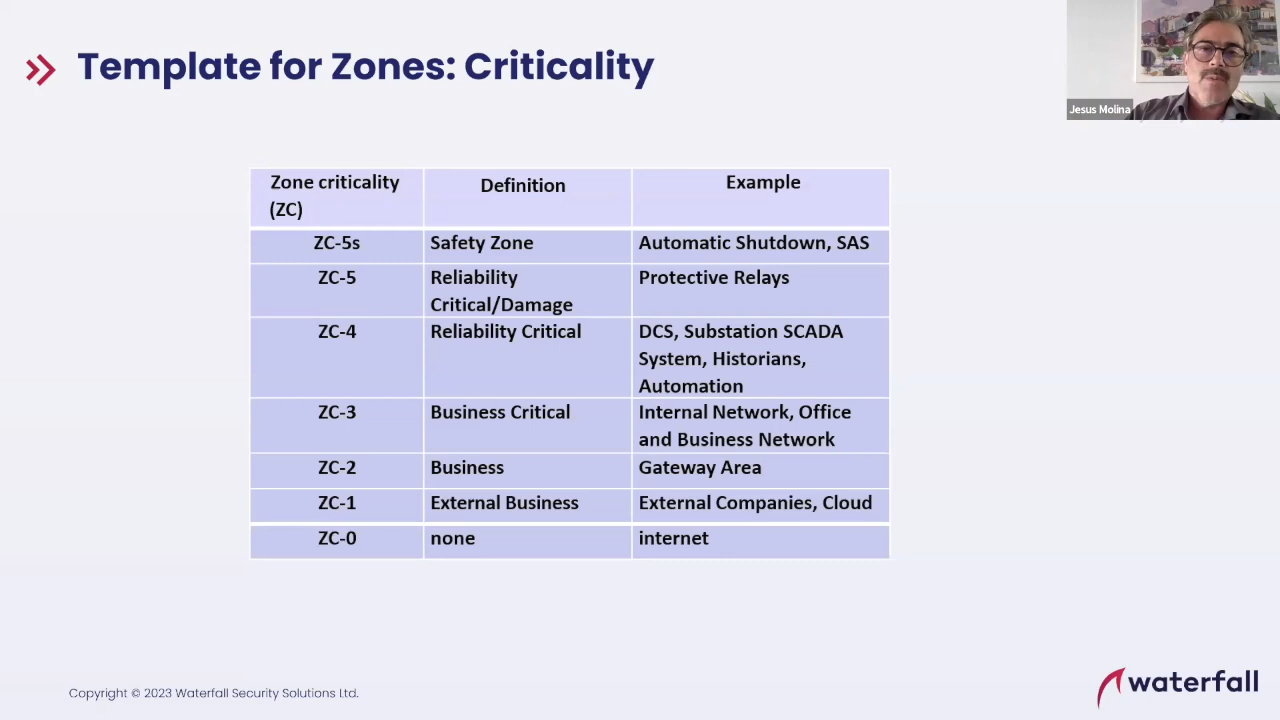 Template for Zones: Criticality
Jesus Molina
Zone criticality Definition Example
(ZC)
ZC-5s Safety Zone Automatic Shutdown, SAS
ZC-5 Reliability Protective Relays
Critical/Damage
ZC-4 Reliability Critical DCS, Substation SCADA
System, Historians,
Automation
ZC-3 Business Critical Internal Network, Office
and Business Network
ZC-2 Business Gateway Area
ZC-1 External Business External Companies, Cloud
ZC-0 none internet
Copyright © 2023 Waterfall Security Solutions Ltd.
waterfall